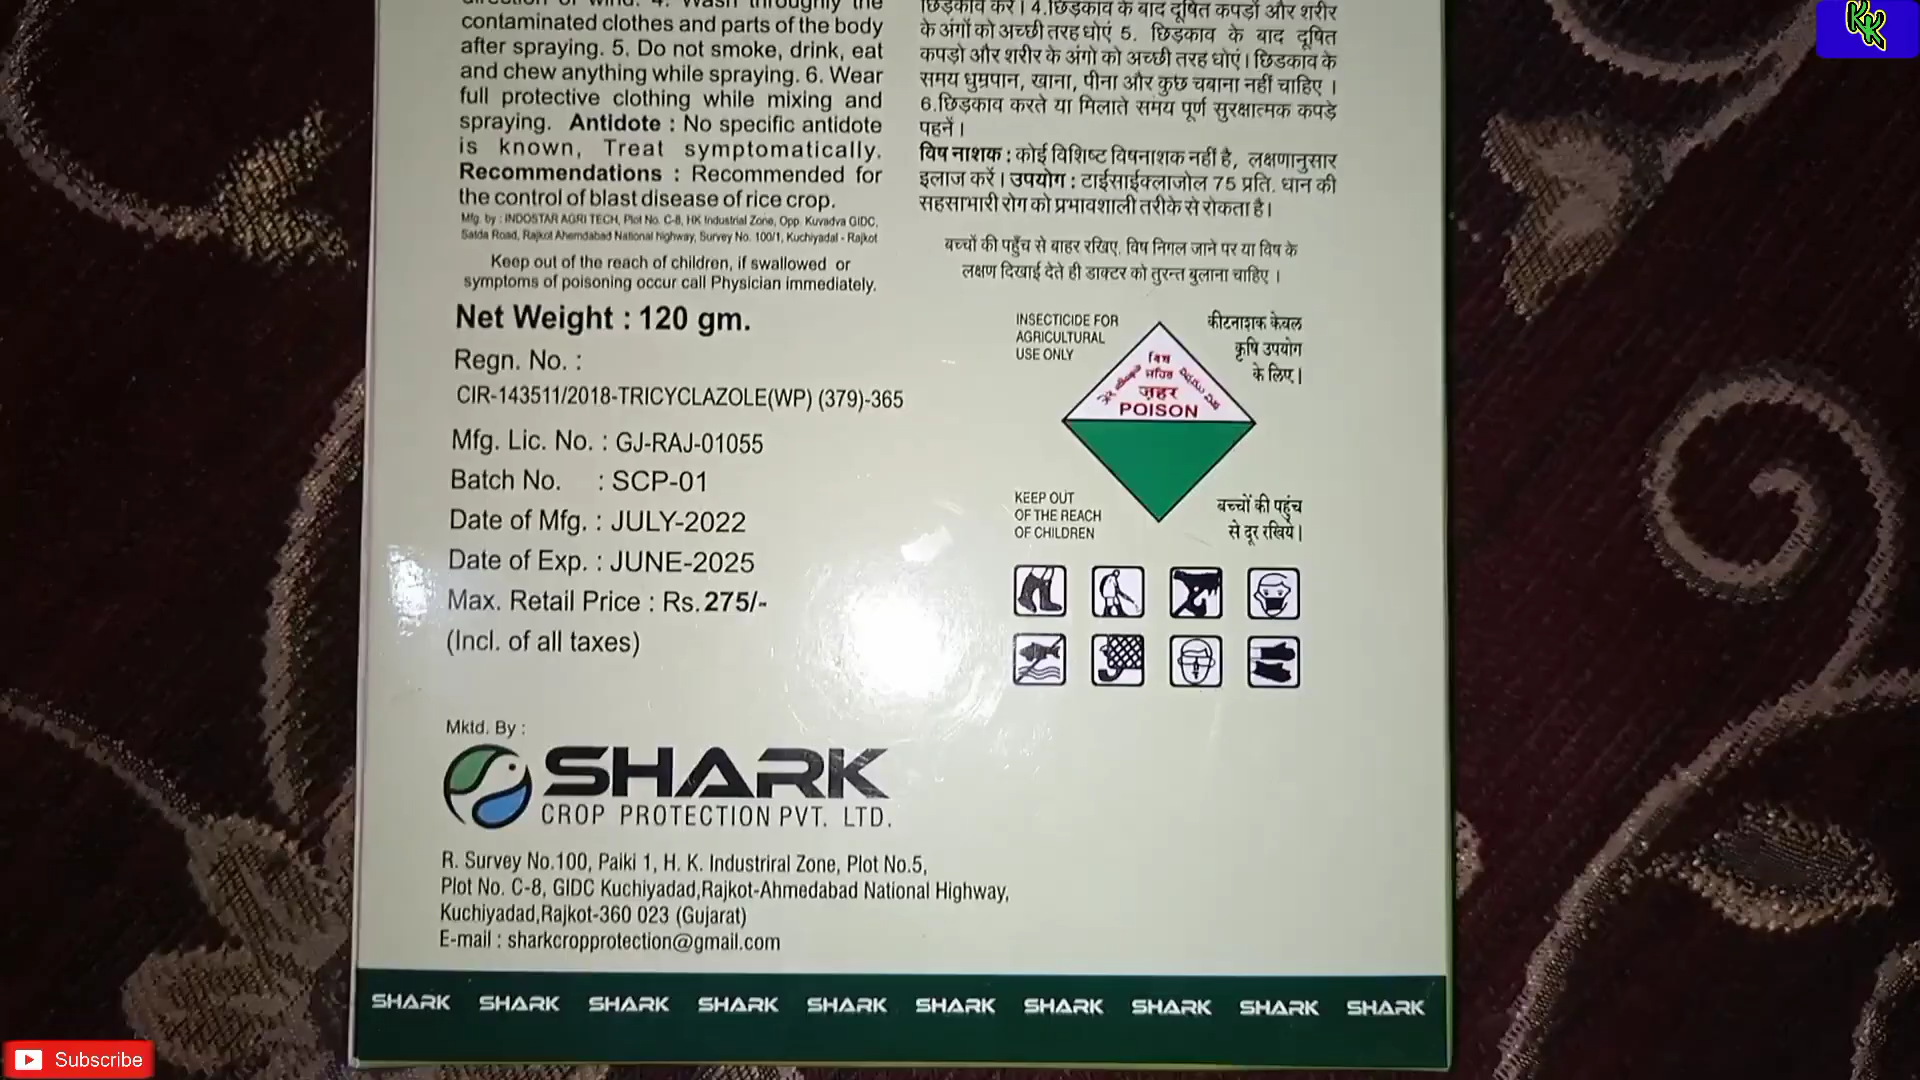 direction of wind. 4. Wash throughly the
contaminated clothes and parts of the body
after spraying. 5. Do not smoke, drink, eat
and chew anything while spraying. 6. Wear
full protective clothing while mixing and
spraying. Antidote : No specific antidote
is known, Treat symptomatically.
Recommendations : Recommended for
the control of blast disease of rice crop.
Mfg. by : INDOSTAR AGRI TECH, Plot No. C-8, HK Industrial Zone, Opp. Kuvadva GIDC,
Satda Road, Rajkot Ahemdabad National highway, Survey No. 100/1, Kuchiyadal - Rajkot
Keep out of the reach of children, if swallowed or
symptoms of poisoning occur call Physician immediately.
Net Weight : 120 gm.
Regn. No. :
CIR-143511/2018-TRICYCLAZOLE(WP) (379)-365
Mfg. Lic. No. : GJ-RAJ-01055
Batch No. : SCP-01
Date of Mfg. : JULY-2022
Date of Exp. : JUNE-2025
Max. Retail Price : Rs. 275/-
(Incl. of all taxes)
छिड़काव करें। 4.छिड़काव के बाद दूषित कपड़ों और शरीर
के अंगों को अच्छी तरह धोएं 5. छिड़काव के बाद दूषित
कपड़ो और शरीर के अंगो को अच्छी तरह धोएं। छिडकाव के
समय धुम्रपान, खाना, पीना और कुछ चबाना नहीं चाहिए ।
6.छिड़काव करते या मिलाते समय पूर्ण सुरक्षात्मक कपड़े
पहनें।
विष नाशक : कोई विशिष्ट विषनाशक नहीं है, लक्षणानुसार
इलाज करें। उपयोग : टाईसाईक्लाजोल 75 प्रति. धान की
सहसाभारी रोग को प्रभावशाली तरीके से रोकता है।
बच्चों की पहुँच से बाहर रखिए, विष निगल जाने पर या विष के
लक्षण दिखाई देते ही डाक्टर को तुरन्त बुलाना चाहिए ।
INSECTICIDE FOR
AGRICULTURAL
USE ONLY
कीटनाशक केवल
कृषि उपयोग
के लिए।
विष
ज़हर
POISON
KEEP OUT
OF THE REACH
OF CHILDREN
बच्चों की पहुंच
से दूर रखिये।
Mktd. By :
SHARK
CROP PROTECTION PVT. LTD.
R. Survey No.100, Paiki 1, H. K. Industriral Zone, Plot No.5,
Plot No. C-8, GIDC Kuchiyadad,Rajkot-Ahmedabad National Highway,
Kuchiyadad,Rajkot-360 023 (Gujarat)
E-mail : sharkcropprotection@gmail.com
SHARK SHARK SHARK SHARK SHARK SHARK SHARK SHARK SHARK SHARK
KK
Subscribe